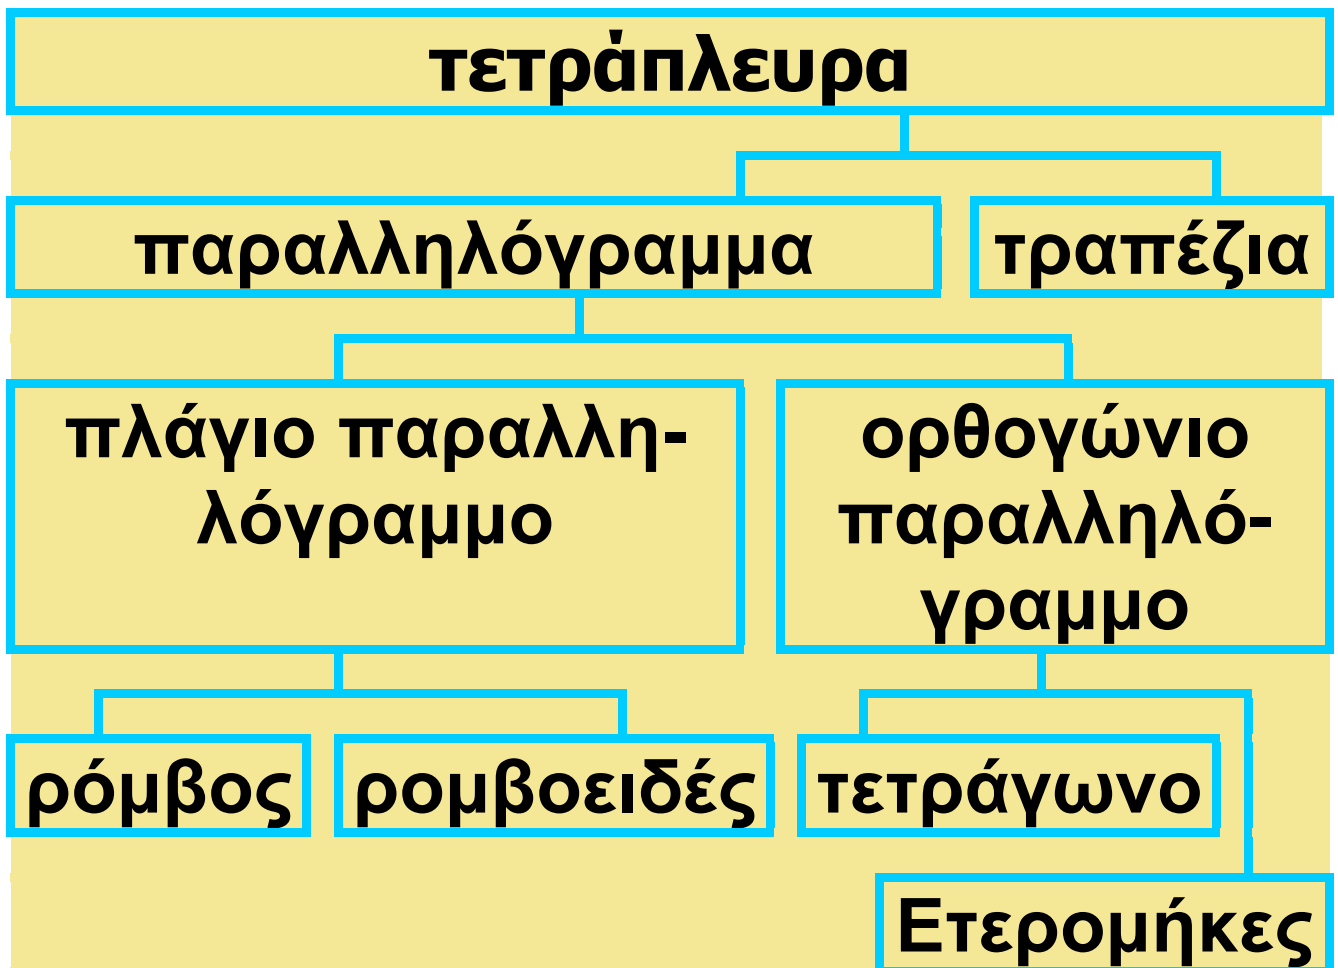 τετράπλευρα
παραλληλόγραμμα
τραπέζια
πλάγιο παραλλη-
λόγραμμο
ορθογώνιο
παραλληλό-
γραμμο
ρόμβος
ρομβοειδές
τετράγωνο
Ετερομήκες